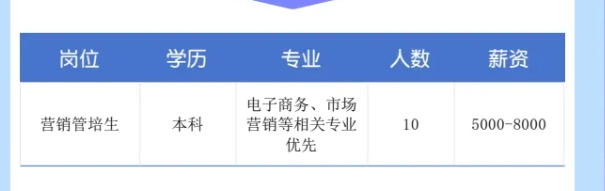 岗位 学历 专业 人数 薪资
营销管培生 本科 电子商务、市场 10 5000-8000
营销等相关专业
优先